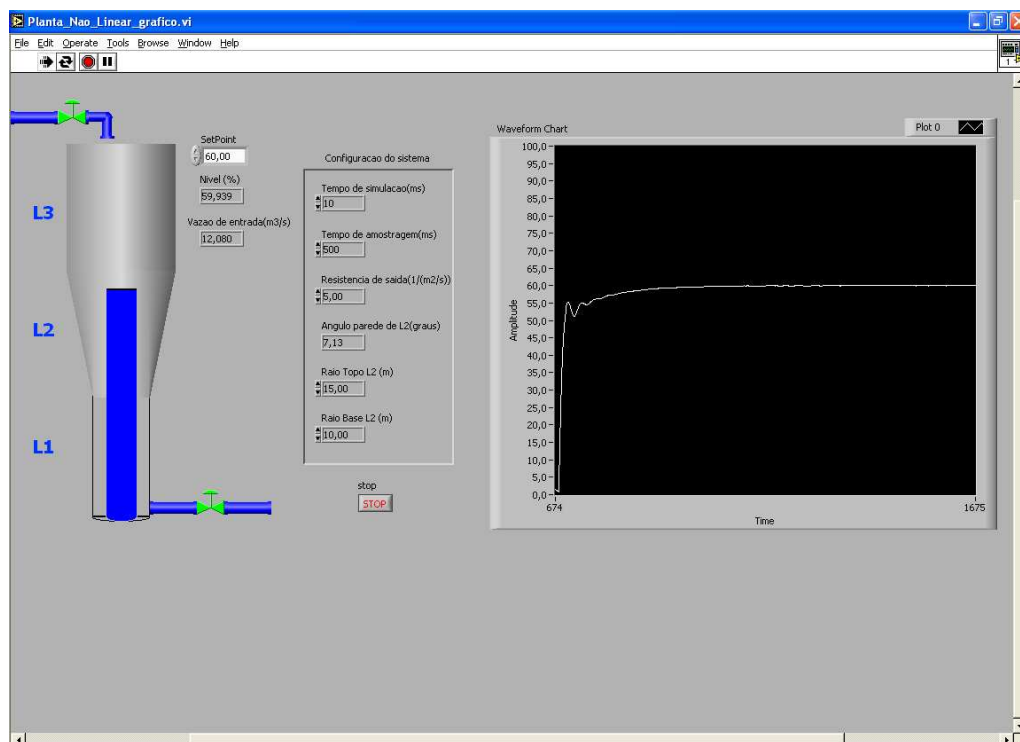 Planta_Nao_Linear_grafico.vi
File Edit Operate Tools Browse Window Help
1
L3
L2
L1
SetPoint
60,00
Nivel (%)
59,939
Vazao de entrada(m3/s)
12,080
Configuracao do sistema
Tempo de simulacao(ms)
10
Tempo de amostragem(ms)
500
Resistencia de saida(1/(m2/s))
5,00
Angulo parede de L2(graus)
7,13
Raio Topo L2 (m)
15,00
Raio Base L2 (m)
10,00
stop
STOP
Waveform Chart
Plot 0
100,0
95,0
90,0
85,0
80,0
75,0
70,0
65,0
60,0
55,0
50,0
45,0
40,0
35,0
30,0
25,0
20,0
15,0
10,0
5,0
0,0
Amplitude
674 1675
Time